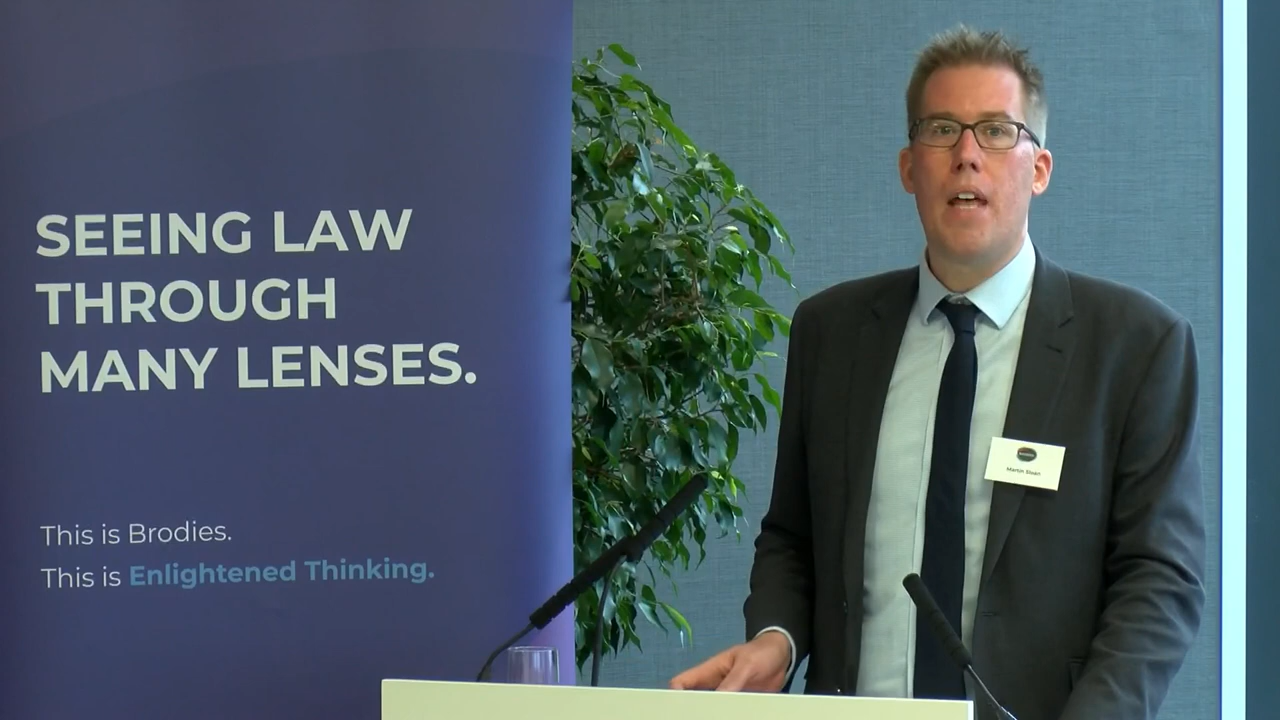 SEEING LAW
THROUGH
MANY LENSES.
This is Brodies.
This is Enlightened Thinking.
Martin Sloan